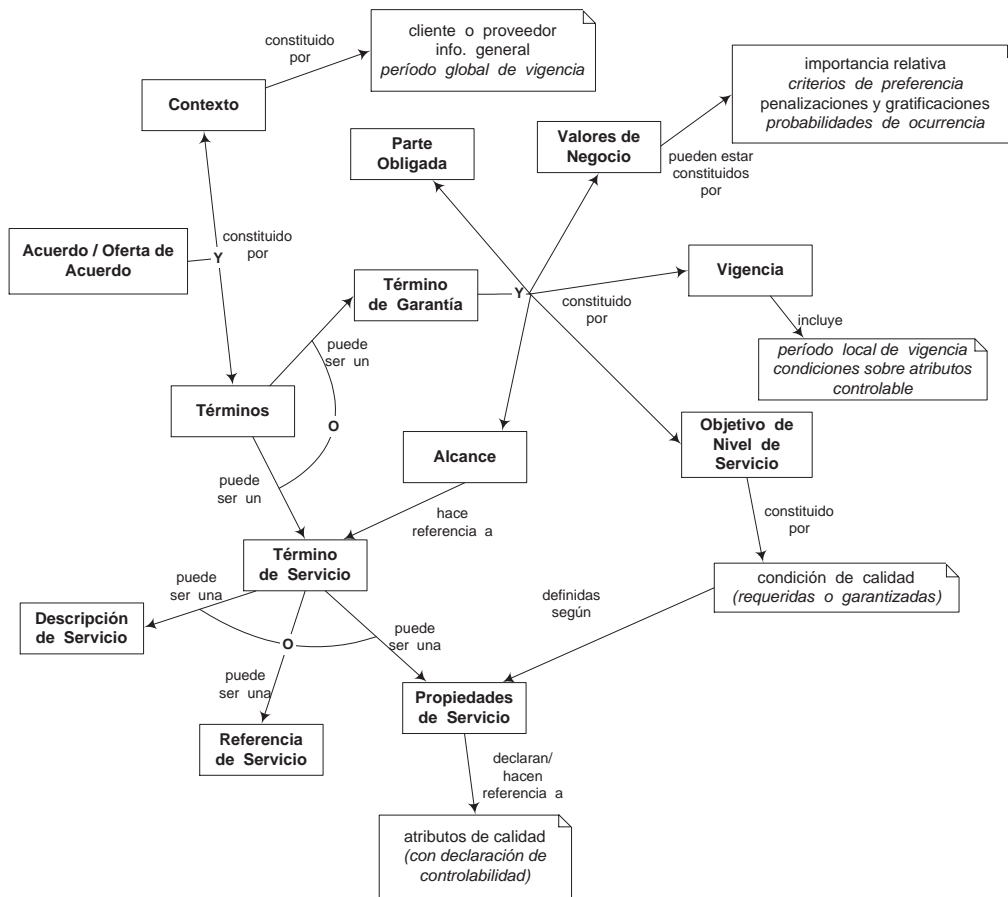 cliente o proveedor
info. general
período global de vigencia
constituido
por
importancia relativa
criterios de preferencia
penalizaciones y gratificaciones
probabilidades de ocurrencia
Contexto
Parte
Obligada
Valores de
Negocio
pueden estar
constituidos
por
Acuerdo / Oferta de
Acuerdo
Y
constituido
por
Término
de Garantía
Y
constituido
por
Vigencia
incluye
período local de vigencia
condiciones sobre atributos
controlable
puede
ser un
Términos
O
puede
ser un
Alcance
Objetivo de
Nivel de
Servicio
hace
referencia a
constituido
por
Término
de Servicio
condición de calidad
(requeridas o garantizadas)
definidas
según
puede
ser una
Descripción
de Servicio
O
puede
ser una
puede
ser una
Propiedades
de Servicio
Referencia
de Servicio
declaran/
hacen
referencia a
atributos de calidad
(con declaración de
controlabilidad)